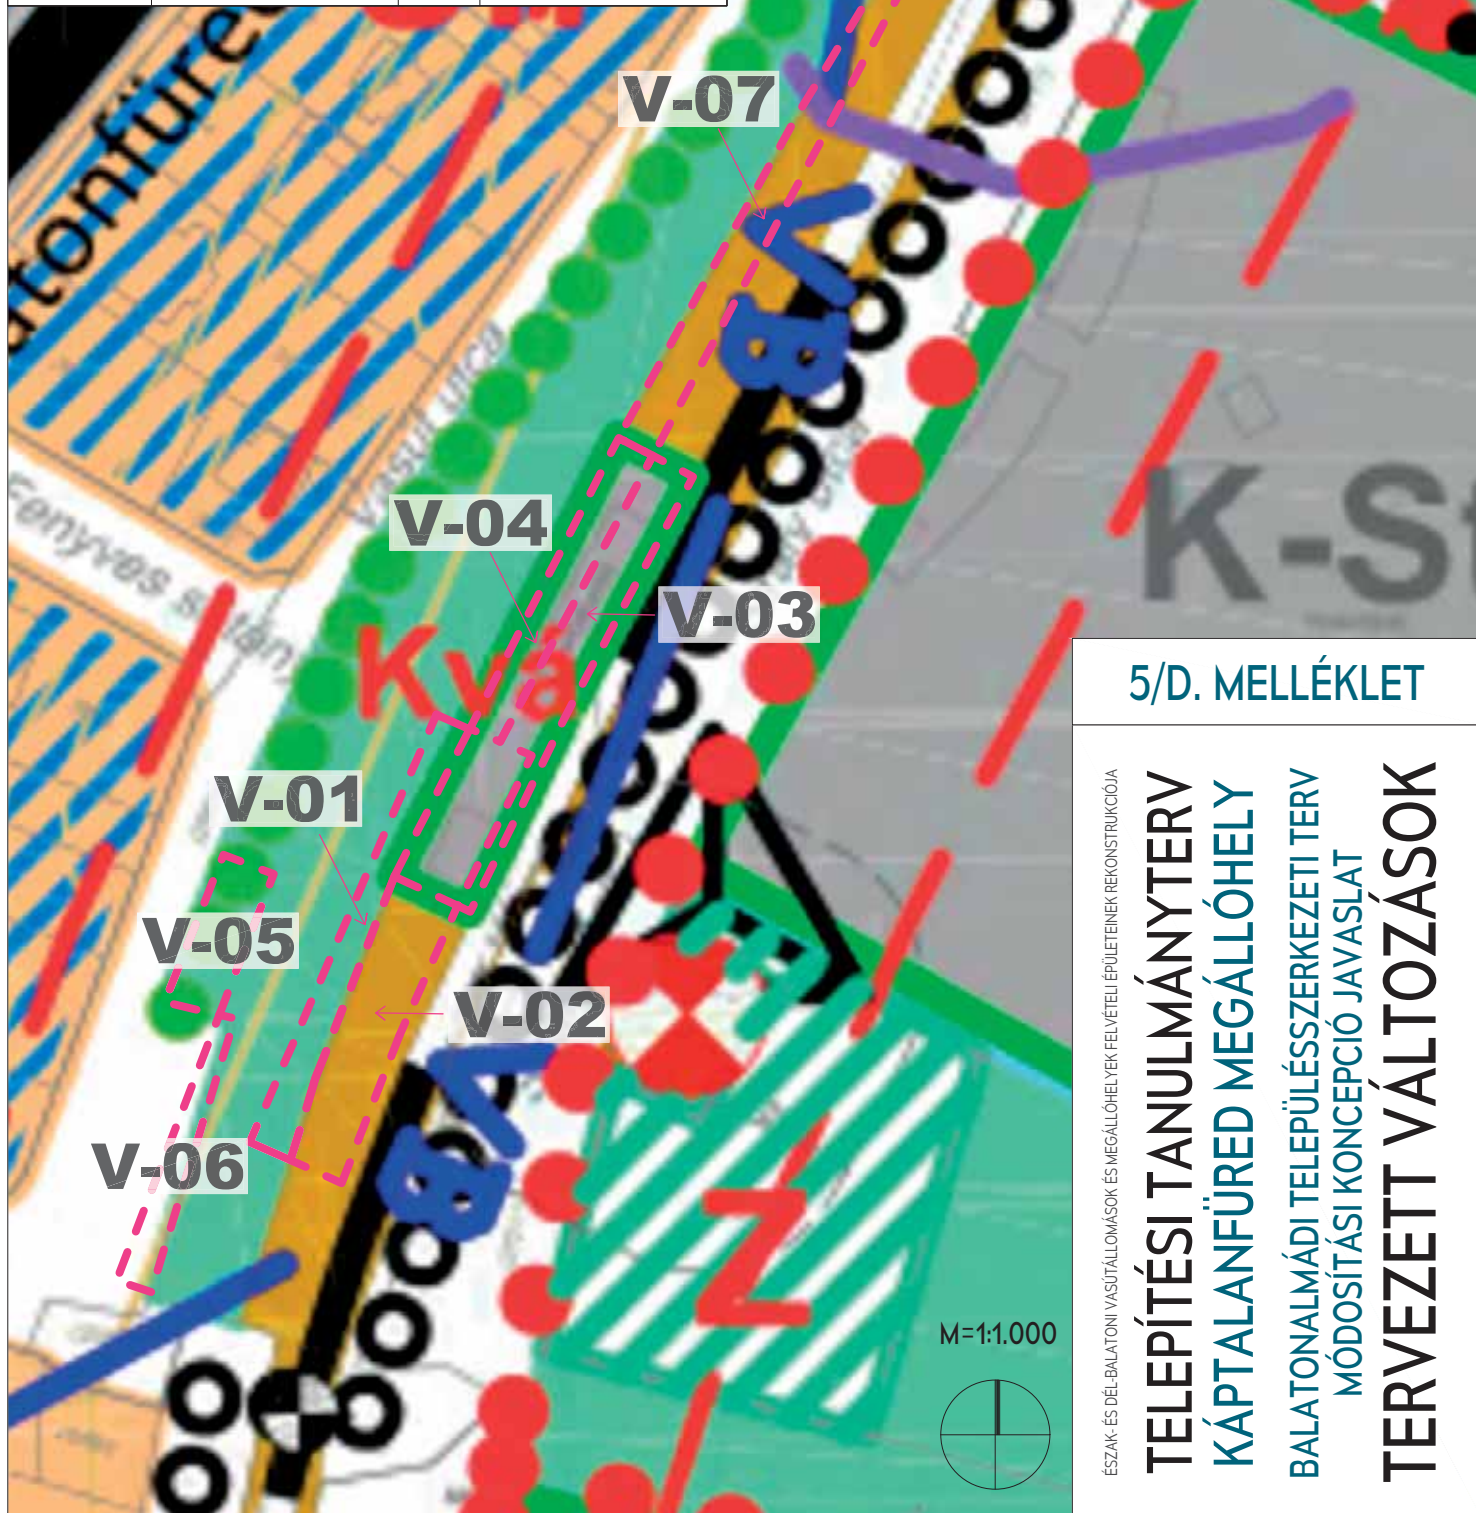 V-07
vasút utca
V-04
V-03
K-St
Kvá
V-01
V-05
V-02
V-06
Z
M=1:1.000
5/D. MELLÉKLET
ÉSZAK- ÉS DÉL-BALATONI VASÚTÁLLOMÁSOK ÉS MEGÁLLÓHELYEK FELVÉTELI ÉPÜLETEINEK REKONSTRUKCIÓJA
TELEPÍTÉSI TANULMÁNYTERV
KÁPTALANFÜRED MEGÁLLÓHELY
BALATONALMÁDI TELEPÜLÉSSZERKEZETI TERV
MÓDOSÍTÁSI KONCEPCIÓ JAVASLAT
TERVEZETT VÁLTOZÁSOK